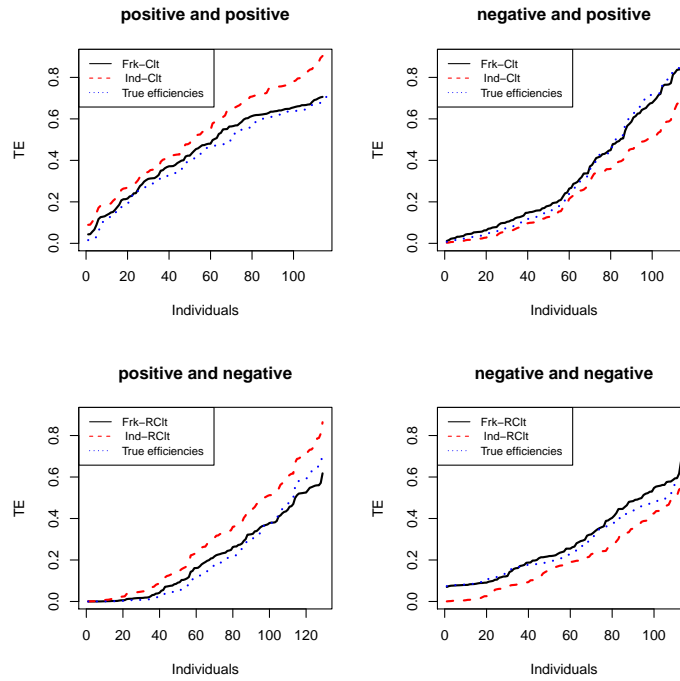 positive and positive
Frk−Clt
Ind−Clt
True efficiencies
TE
0.0
0.2
0.4
0.6
0.8
0 20 40 60 80 100
Individuals
negative and positive
Frk−Clt
Ind−Clt
True efficiencies
TE
0.0
0.2
0.4
0.6
0.8
0 20 40 60 80 100
Individuals
positive and negative
Frk−RClt
Ind−RClt
True efficiencies
TE
0.0
0.2
0.4
0.6
0.8
0 20 40 60 80 100 120
Individuals
negative and negative
Frk−RClt
Ind−RClt
True efficiencies
TE
0.0
0.2
0.4
0.6
0.8
0 20 40 60 80 100
Individuals